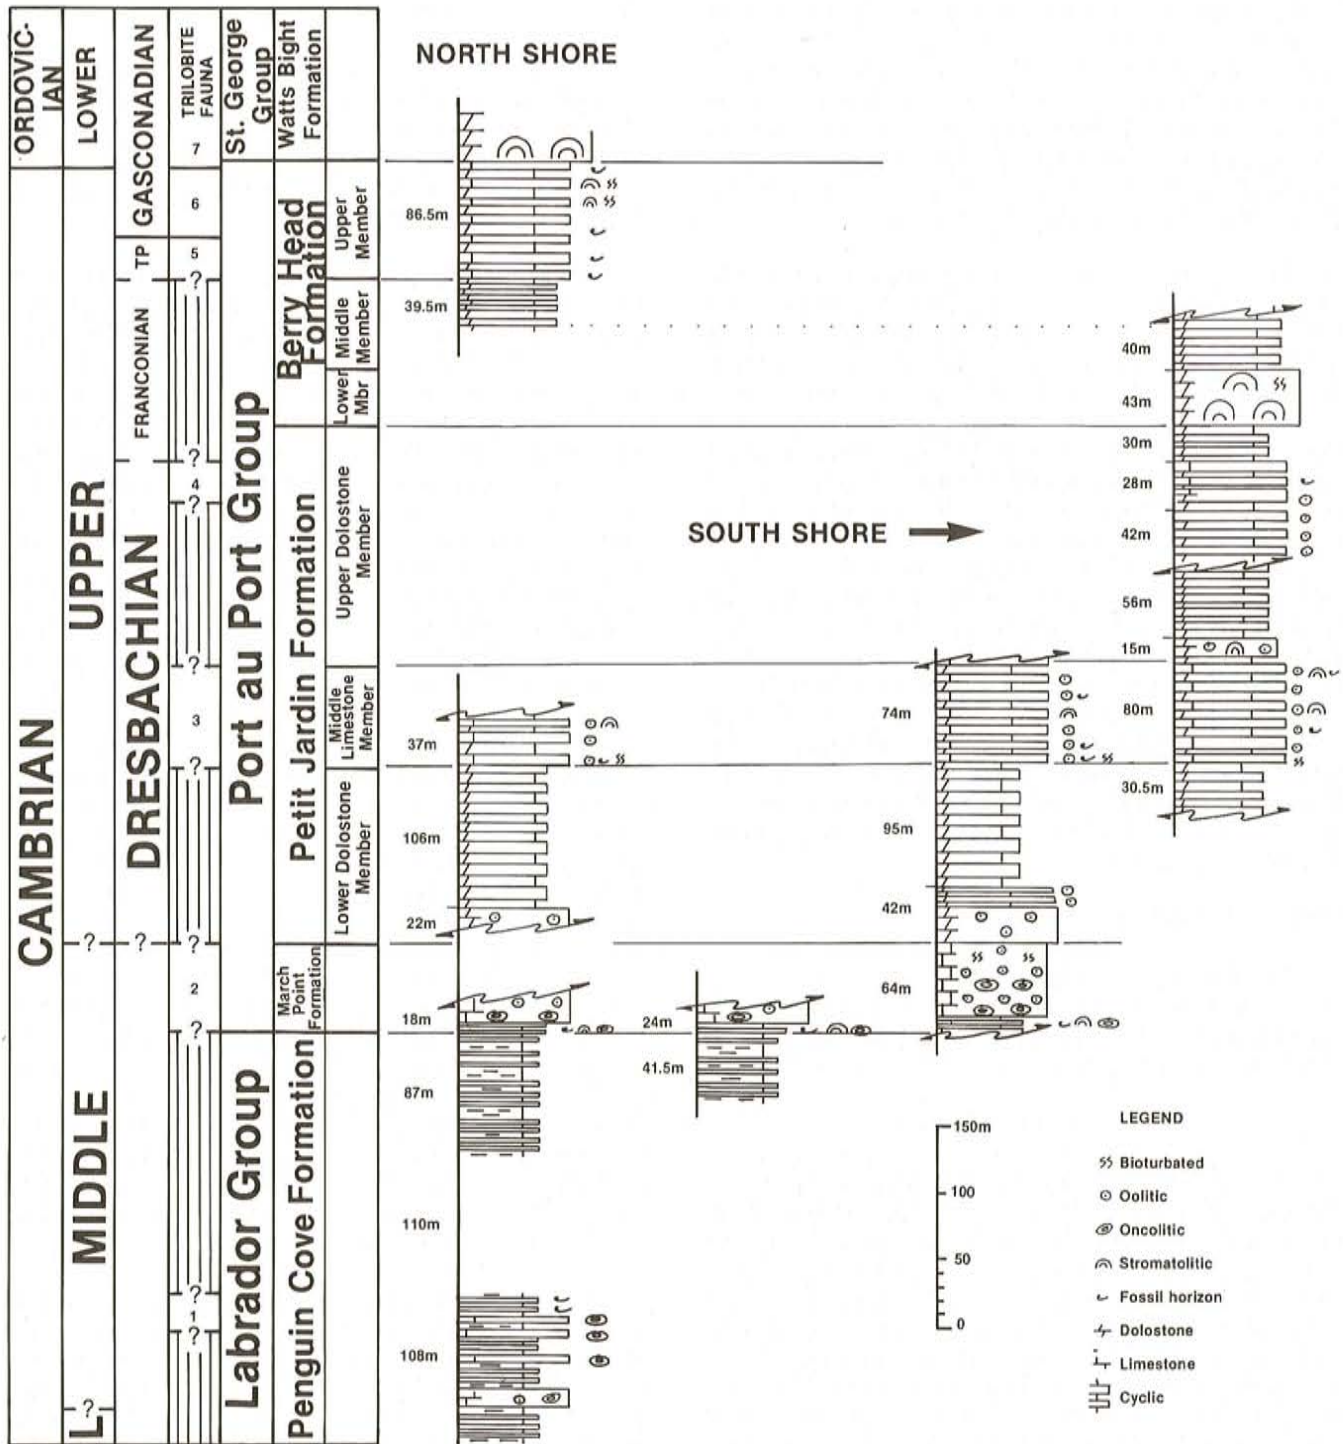 ORDOVIC-
IAN
LOWER
GASCONADIAN
TRILOBITE
FAUNA
7
St. George
Group
Watts Bight
Formation
NORTH SHORE
6
5
TP
?
Berry Head
Formation
Upper
Member
86.5m
Middle
Member
39.5m
Lower
Mbr
FRANCONIAN
?
4
?
CAMBRIAN
UPPER
DRESBACHIAN
Port au Port Group
Petit Jardin Formation
Upper Dolostone
Member
SOUTH SHORE
40m
43m
30m
28m
42m
56m
15m
80m
30.5m
?
3
?
Middle
Limestone
Member
37m
74m
Lower Dolostone
Member
106m
22m
95m
42m
?
?
?
2
?
March
Point
Formation
18m
24m
64m
MIDDLE
Labrador Group
Penguin Cove Formation
87m
41.5m
110m
108m
?
1
?
?
L
150m
100
50
0
LEGEND
Bioturbated
Oolitic
Oncolitic
Stromatolitic
Fossil horizon
Dolostone
Limestone
Cyclic